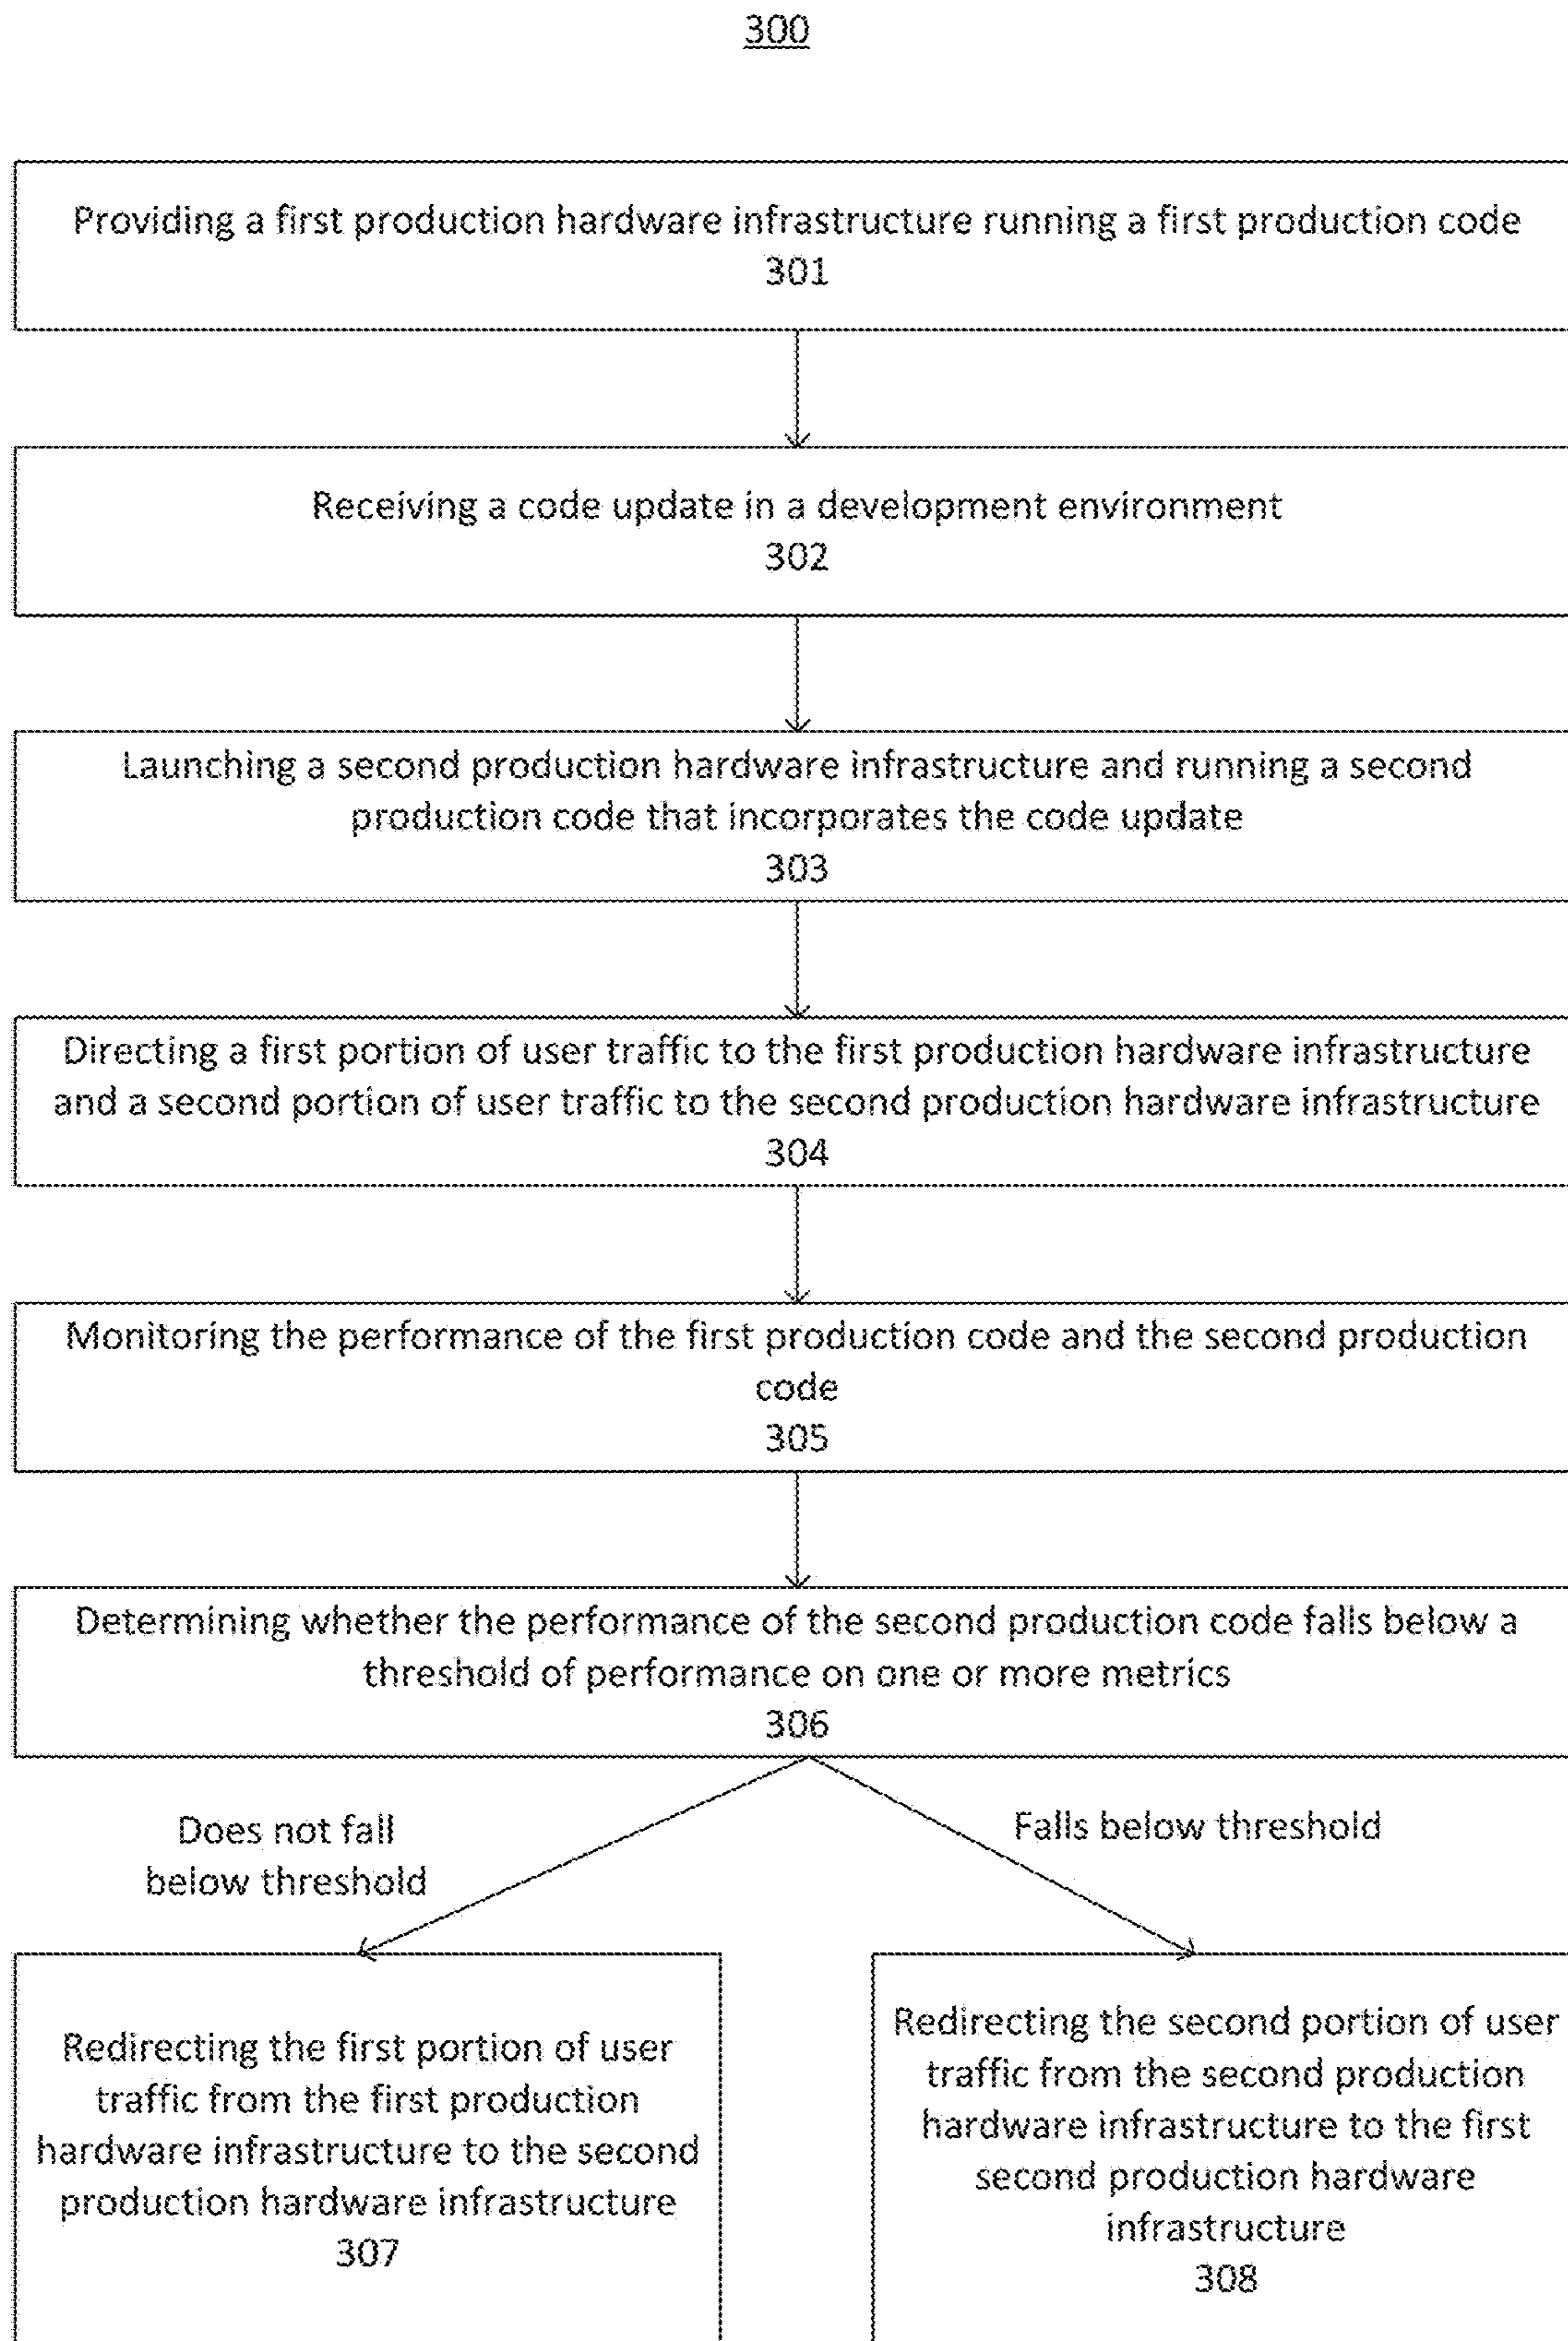 300
Providing a first production hardware infrastructure running a first production code
301
Receiving a code update in a development environment
302
Launching a second production hardware infrastructure and running a second
production code that incorporates the code update
303
Directing a first portion of user traffic to the first production hardware infrastructure
and a second portion of user traffic to the second production hardware infrastructure
304
Monitoring the performance of the first production code and the second production
code
305
Determining whether the performance of the second production code falls below a
threshold of performance on one or more metrics
306
Does not fall
below threshold
Falls below threshold
Redirecting the first portion of user
traffic from the first production
hardware infrastructure to the second
production hardware infrastructure
307
Redirecting the second portion of user
traffic from the second production
hardware infrastructure to the first
second production hardware
infrastructure
308